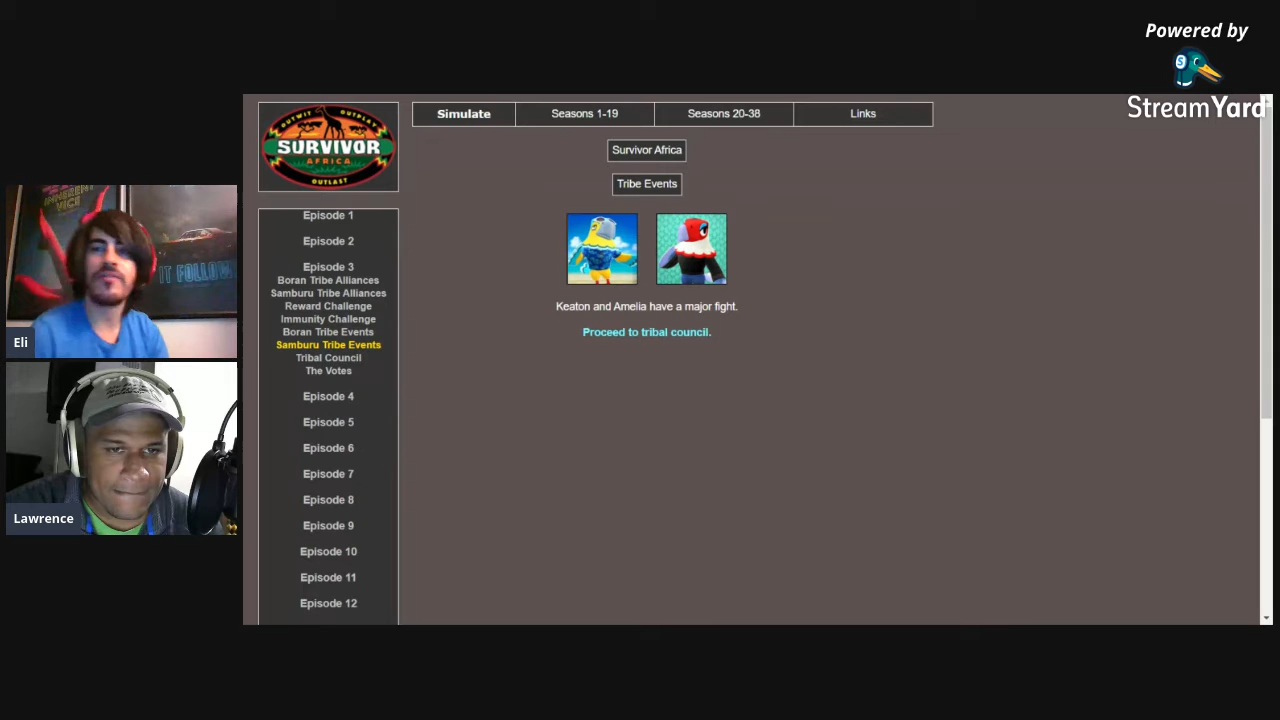 Powered by
StreamYard
OUTWIT OUTPLAY
SURVIVOR
AFRICA
OUTLAST
Simulate
Seasons 1-19
Seasons 20-38
Links
Survivor Africa
Tribe Events
Keaton and Amelia have a major fight.
Proceed to tribal council.
Episode 1
Episode 2
Episode 3
Boran Tribe Alliances
Samburu Tribe Alliances
Reward Challenge
Immunity Challenge
Boran Tribe Events
Samburu Tribe Events
Tribal Council
The Votes
Episode 4
Episode 5
Episode 6
Episode 7
Episode 8
Episode 9
Episode 10
Episode 11
Episode 12
INHERENT
VICE
IT FOLLOW
Eli
Lawrence